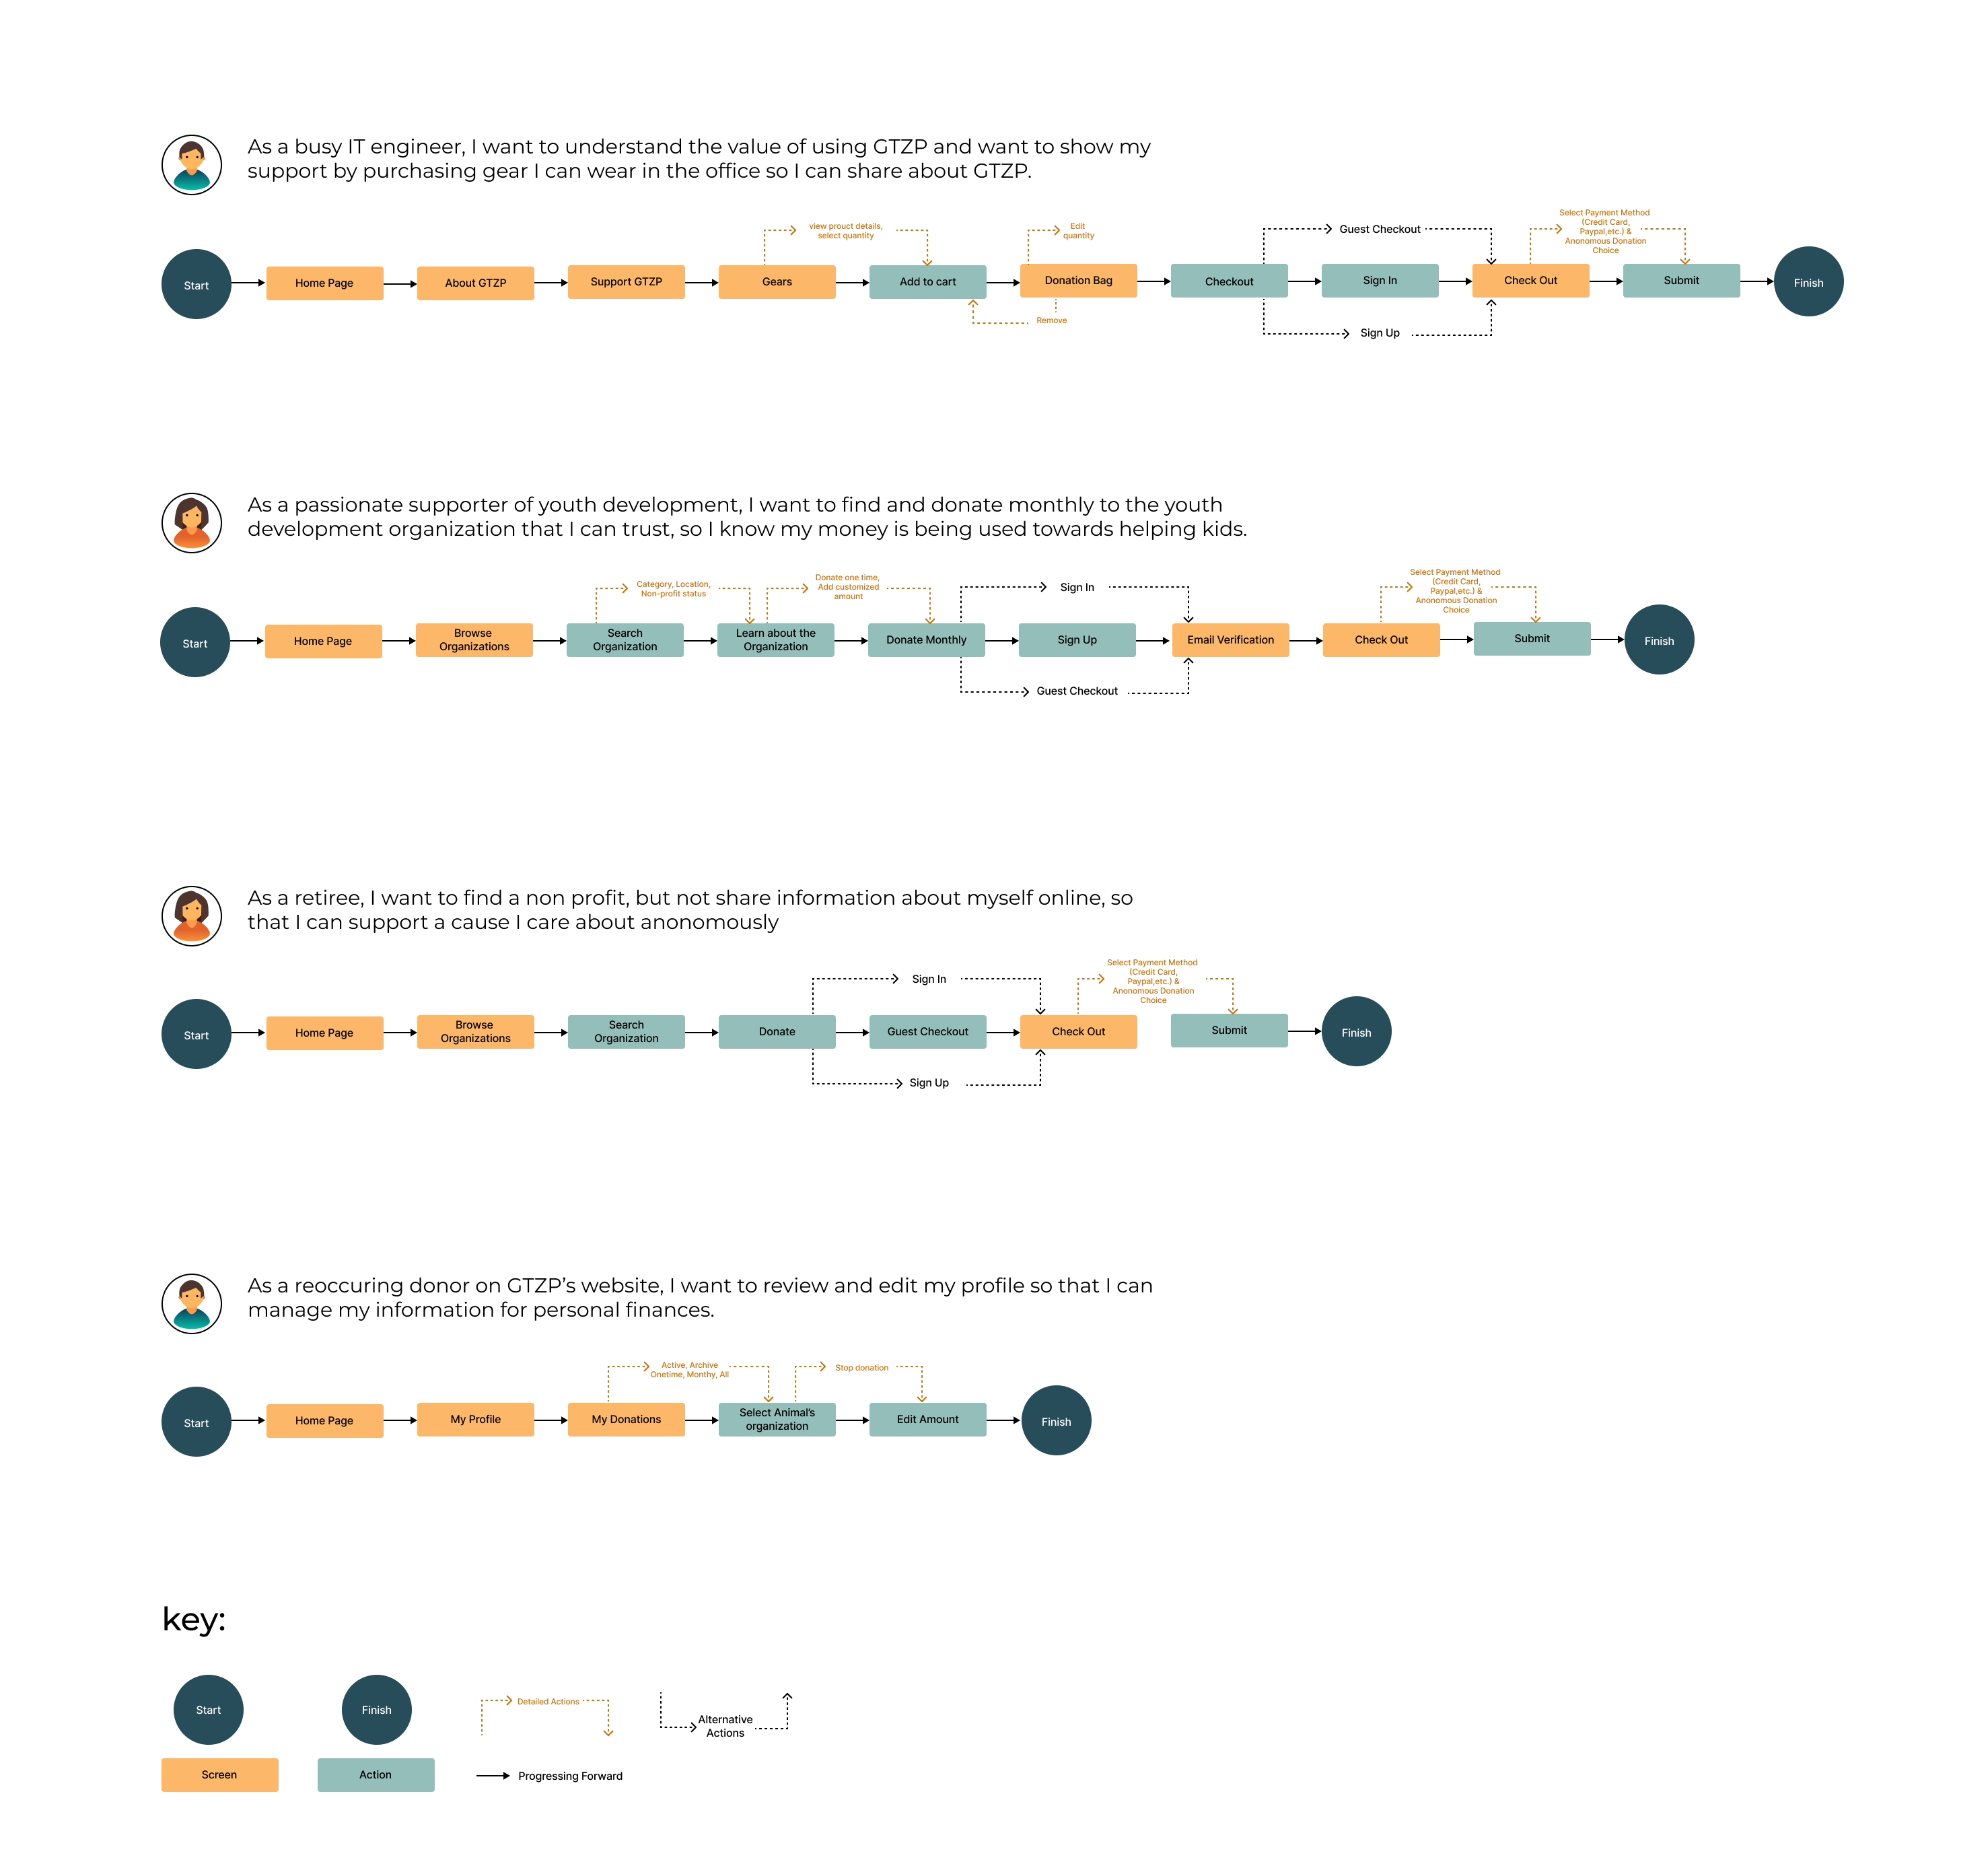 As a busy IT engineer, I want to understand the value of using GTZP and want to show my
support by purchasing gear I can wear in the office so I can share about GTZP.
view prouct details,
select quantity
Edit
quantity
Guest Checkout
Select Payment Method
(Credit Card,
Paypal,etc.) &
Anonomous Donation
Choice
Start
Home Page
About GTZP
Support GTZP
Gears
Add to cart
Donation Bag
Checkout
Sign In
Check Out
Submit
Finish
Remove
Sign Up
As a passionate supporter of youth development, I want to find and donate monthly to the youth
development organization that I can trust, so I know my money is being used towards helping kids.
Category, Location,
Non-profit status
Donate one time,
Add customized
amount
Sign In
Select Payment Method
(Credit Card,
Paypal,etc.) &
Anonomous Donation
Choice
Start
Home Page
Browse
Organizations
Search
Organization
Learn about the
Organization
Donate Monthly
Sign Up
Email Verification
Check Out
Submit
Finish
Guest Checkout
As a retiree, I want to find a non profit, but not share information about myself online, so
that I can support a cause I care about anonomously
Sign In
Select Payment Method
(Credit Card,
Paypal,etc.) &
Anonomous Donation
Choice
Start
Home Page
Browse
Organizations
Search
Organization
Donate
Guest Checkout
Check Out
Submit
Finish
Sign Up
As a reoccuring donor on GTZP’s website, I want to review and edit my profile so that I can
manage my information for personal finances.
Active, Archive
Onetime, Monthy, All
Stop donation
Start
Home Page
My Profile
My Donations
Select Animal’s
organization
Edit Amount
Finish
key:
Start
Finish
Detailed Actions
Alternative
Actions
Screen
Action
Progressing Forward